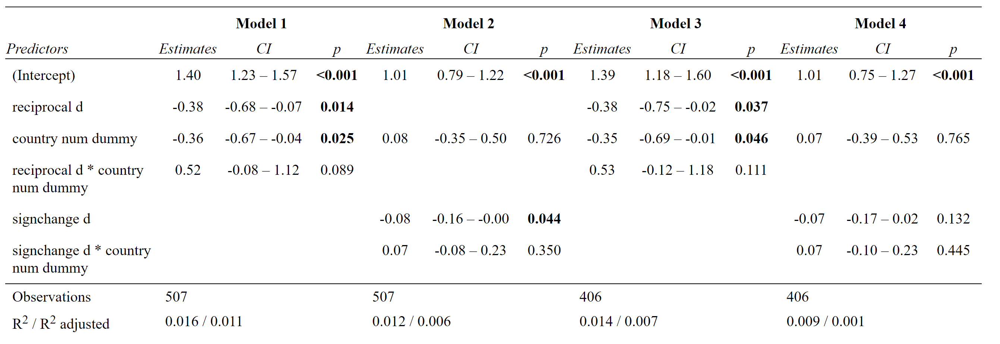 Model 1 Model 2 Model 3 Model 4
Predictors Estimates CI p Estimates CI p Estimates CI p Estimates CI p
(Intercept) 1.40 1.23 – 1.57 <0.001 1.01 0.79 – 1.22 <0.001 1.39 1.18 – 1.60 <0.001 1.01 0.75 – 1.27 <0.001
reciprocal d -0.38 -0.68 – -0.07 0.014 -0.38 -0.75 – -0.02 0.037
country num dummy -0.36 -0.67 – -0.04 0.025 0.08 -0.35 – 0.50 0.726 -0.35 -0.69 – -0.01 0.046 0.07 -0.39 – 0.53 0.765
reciprocal d * country 0.52 -0.08 – 1.12 0.089 0.53 -0.12 – 1.18 0.111
num dummy
signchange d -0.08 -0.16 – -0.00 0.044 -0.07 -0.17 – 0.02 0.132
signchange d * country 0.07 -0.08 – 0.23 0.350 0.07 -0.10 – 0.23 0.445
num dummy
Observations 507 507 406 406
R² / R² adjusted 0.016 / 0.011 0.012 / 0.006 0.014 / 0.007 0.009 / 0.001